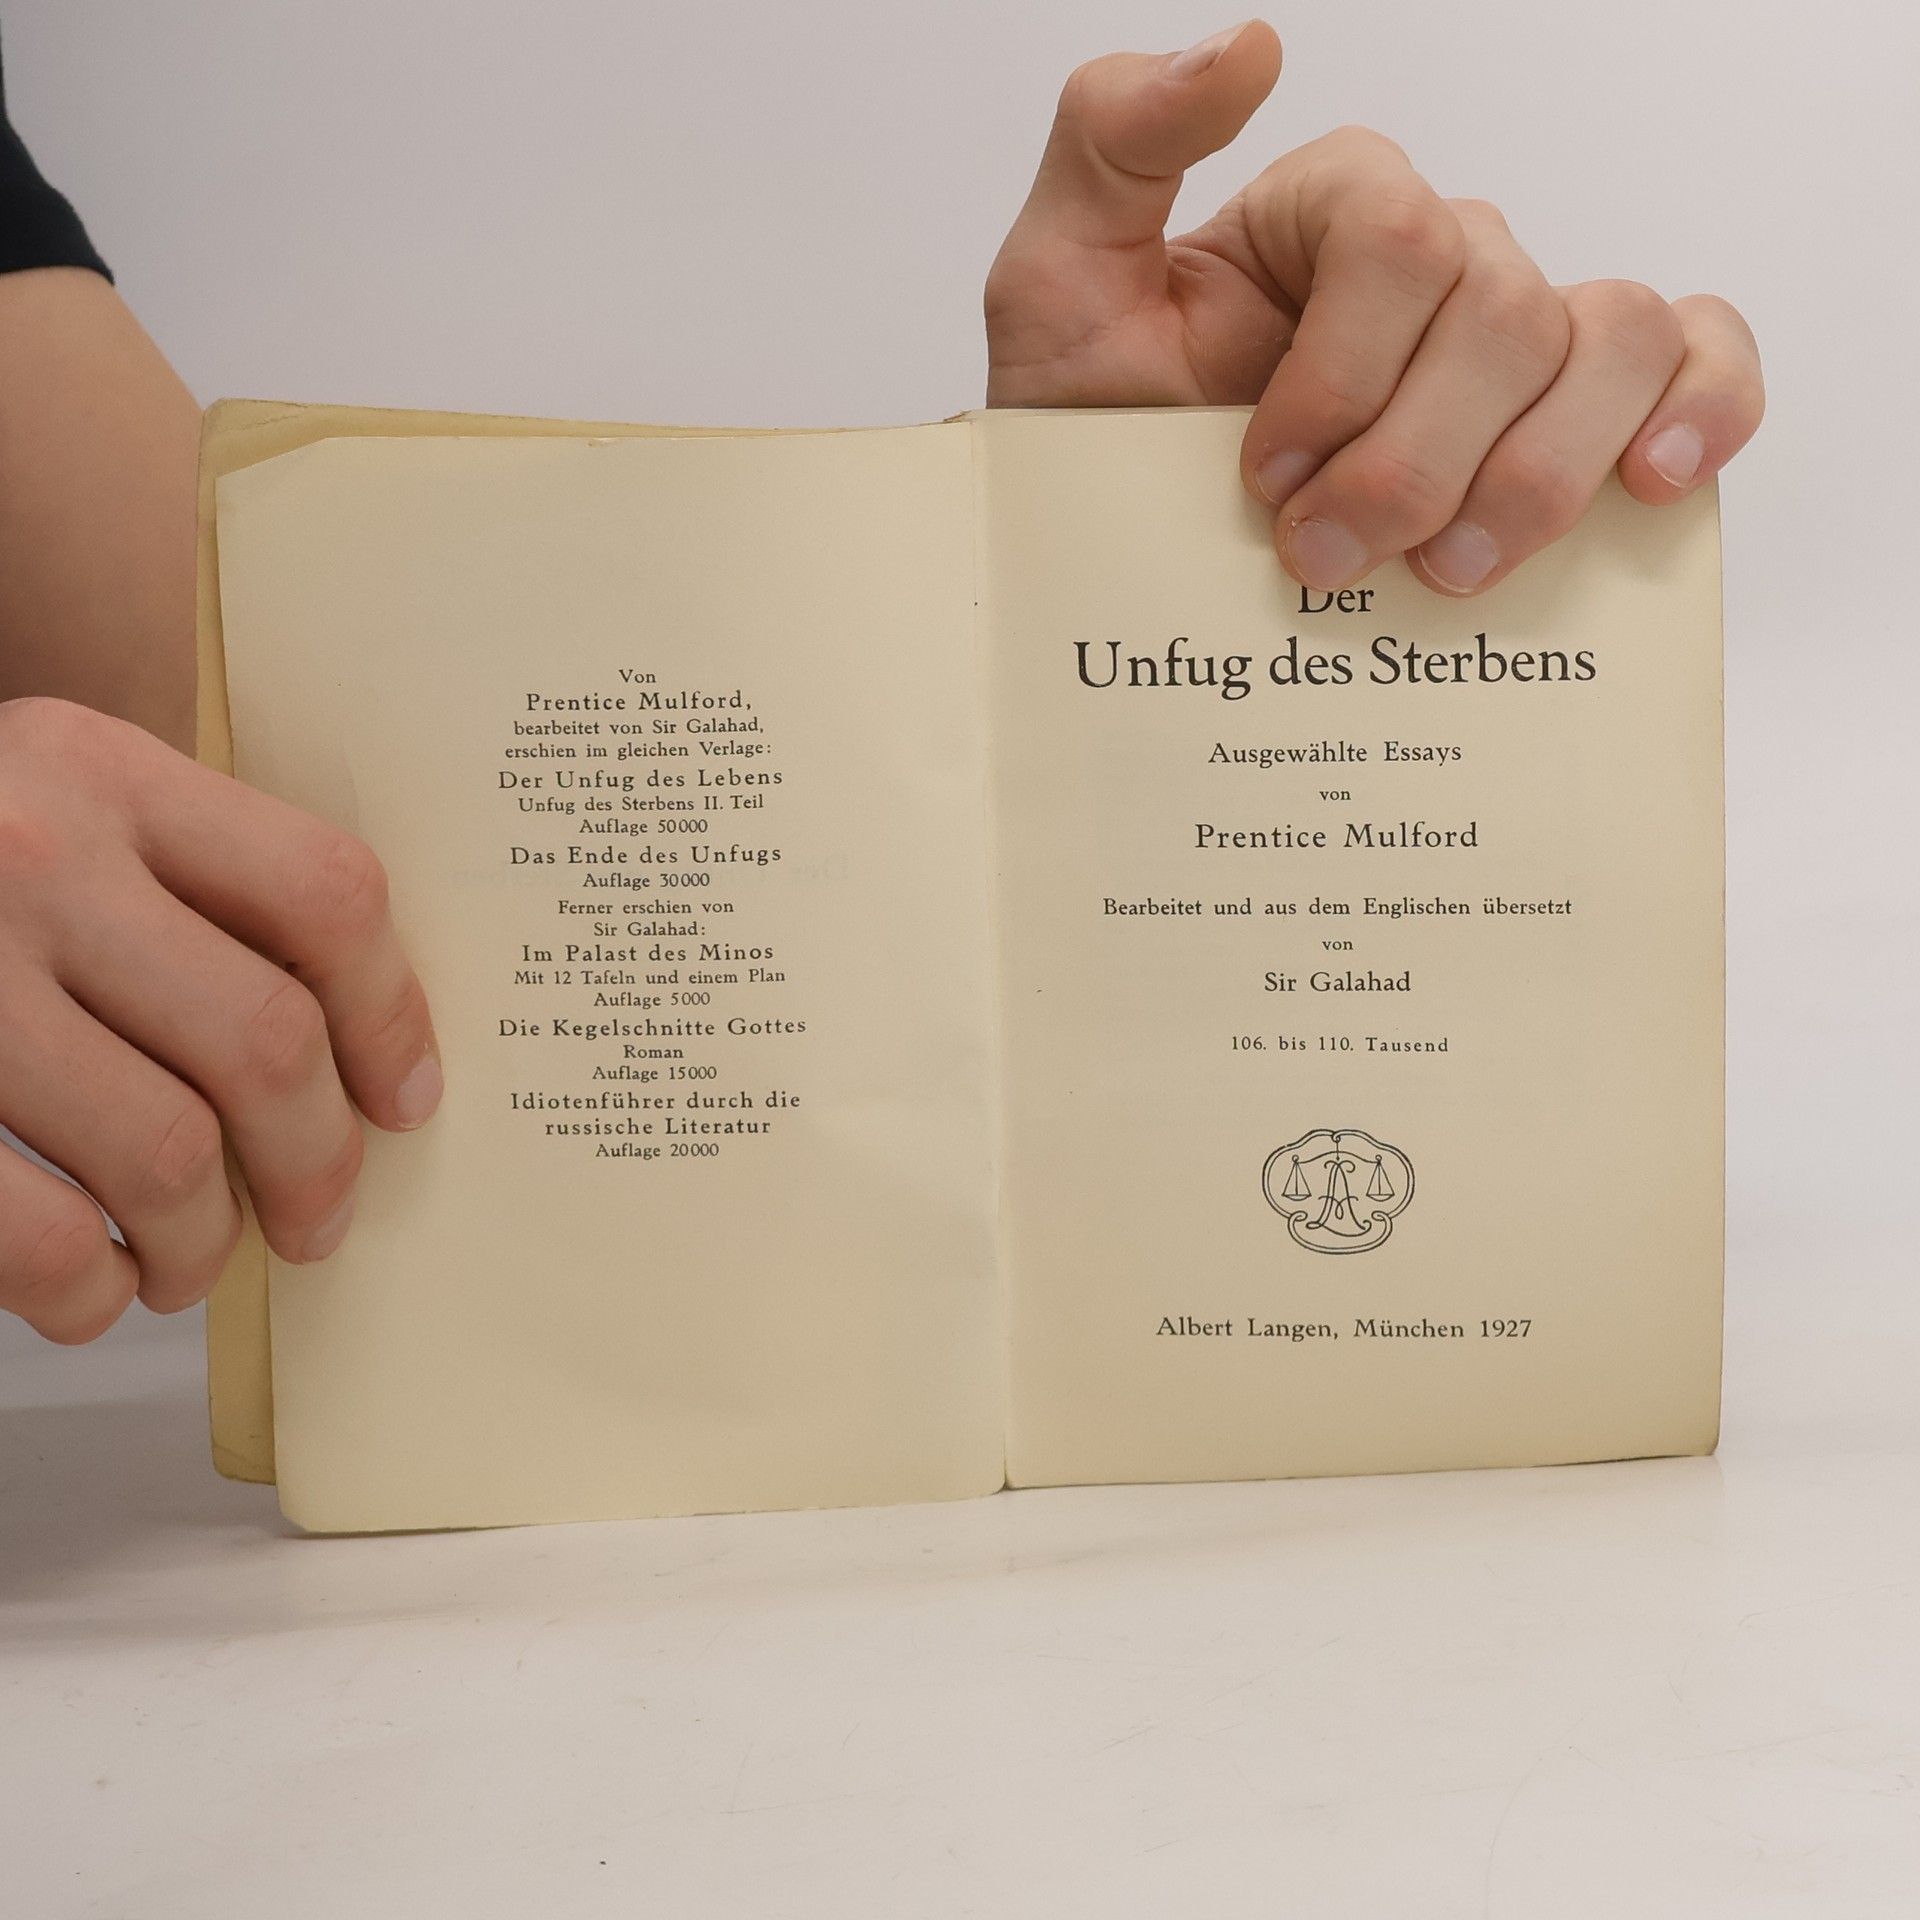 Von
Prentice Mulford,
bearbeitet von Sir Galahad,
erschien im gleichen Verlage:
Der Unfug des Lebens
Unfug des Sterbens II. Teil
Auflage 50000
Das Ende des Unfugs
Auflage 30000
Ferner erschien von
Sir Galahad:
Im Palast des Minos
Mit 12 Tafeln und einem Plan
Auflage 5000
Die Kegelschnitte Gottes
Roman
Auflage 15000
Idiotenführer durch die
russische Literatur
Auflage 20000
Der
Unfug des Sterbens
Ausgewählte Essays
von
Prentice Mulford
Bearbeitet und aus dem Englischen übersetzt
von
Sir Galahad
106. bis 110. Tausend
AL
Albert Langen, München 1927